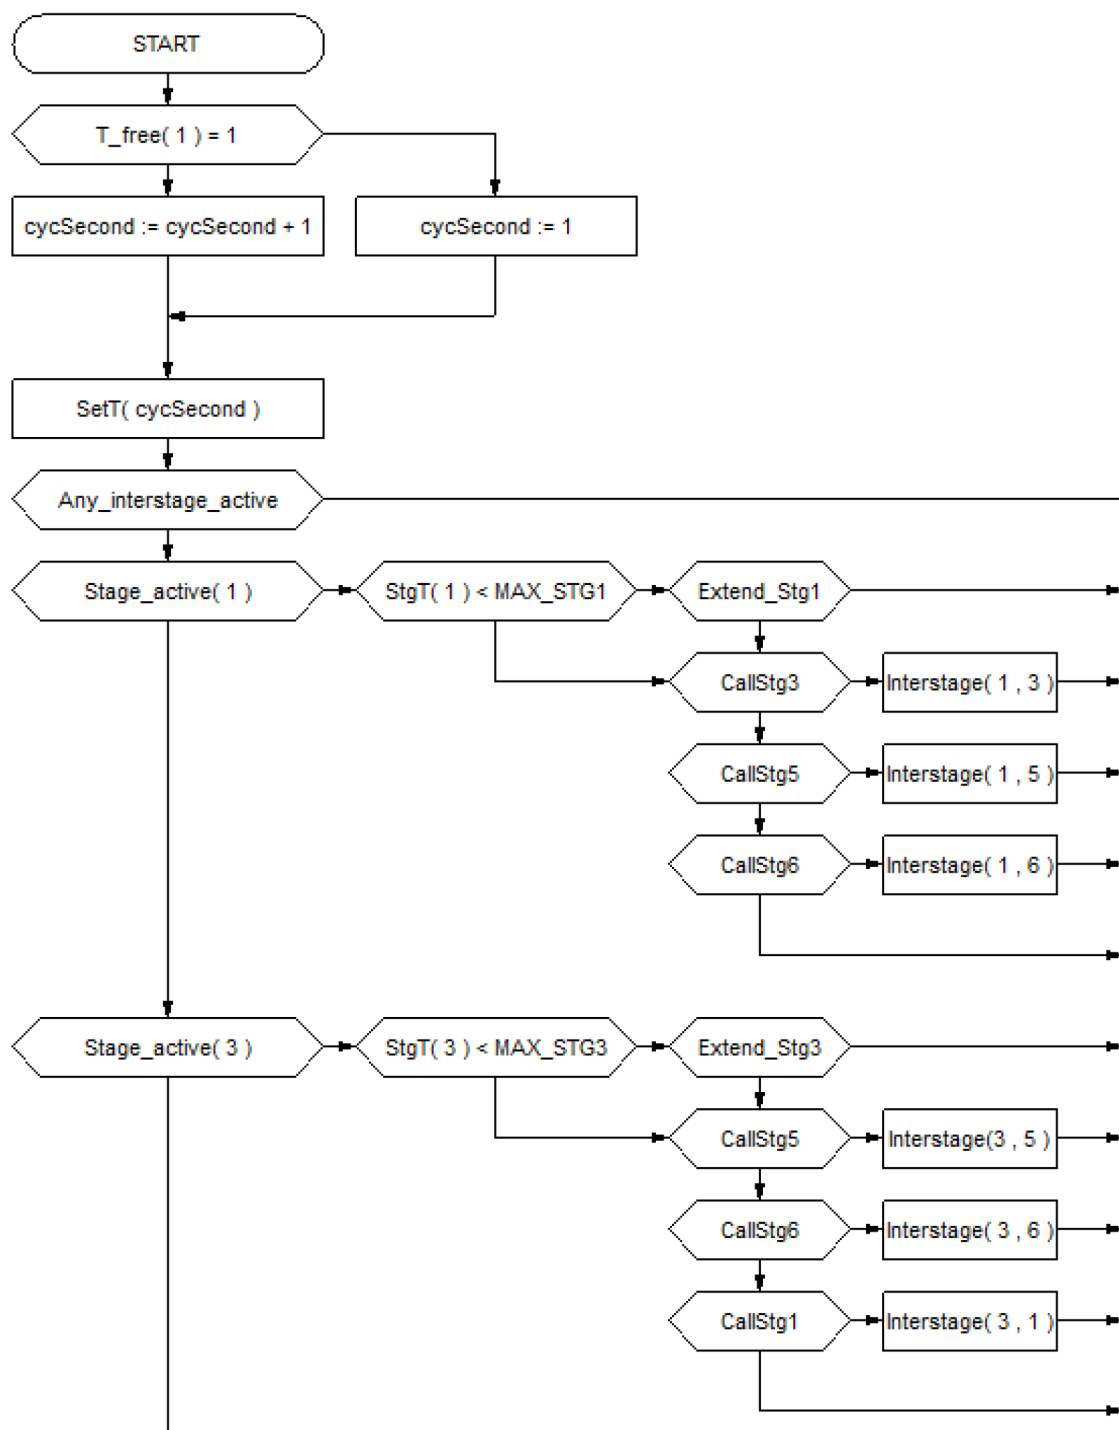 START
T_free( 1 ) = 1
cycSecond := cycSecond + 1
cycSecond := 1
SetT( cycSecond )
Any_interstage_active
Stage_active( 1 )
StgT( 1 ) < MAX_STG1
Extend_Stg1
CallStg3
Interstage( 1 , 3 )
CallStg5
Interstage( 1 , 5 )
CallStg6
Interstage( 1 , 6 )
Stage_active( 3 )
StgT( 3 ) < MAX_STG3
Extend_Stg3
CallStg5
Interstage(3 , 5 )
CallStg6
Interstage( 3 , 6 )
CallStg1
Interstage( 3 , 1 )